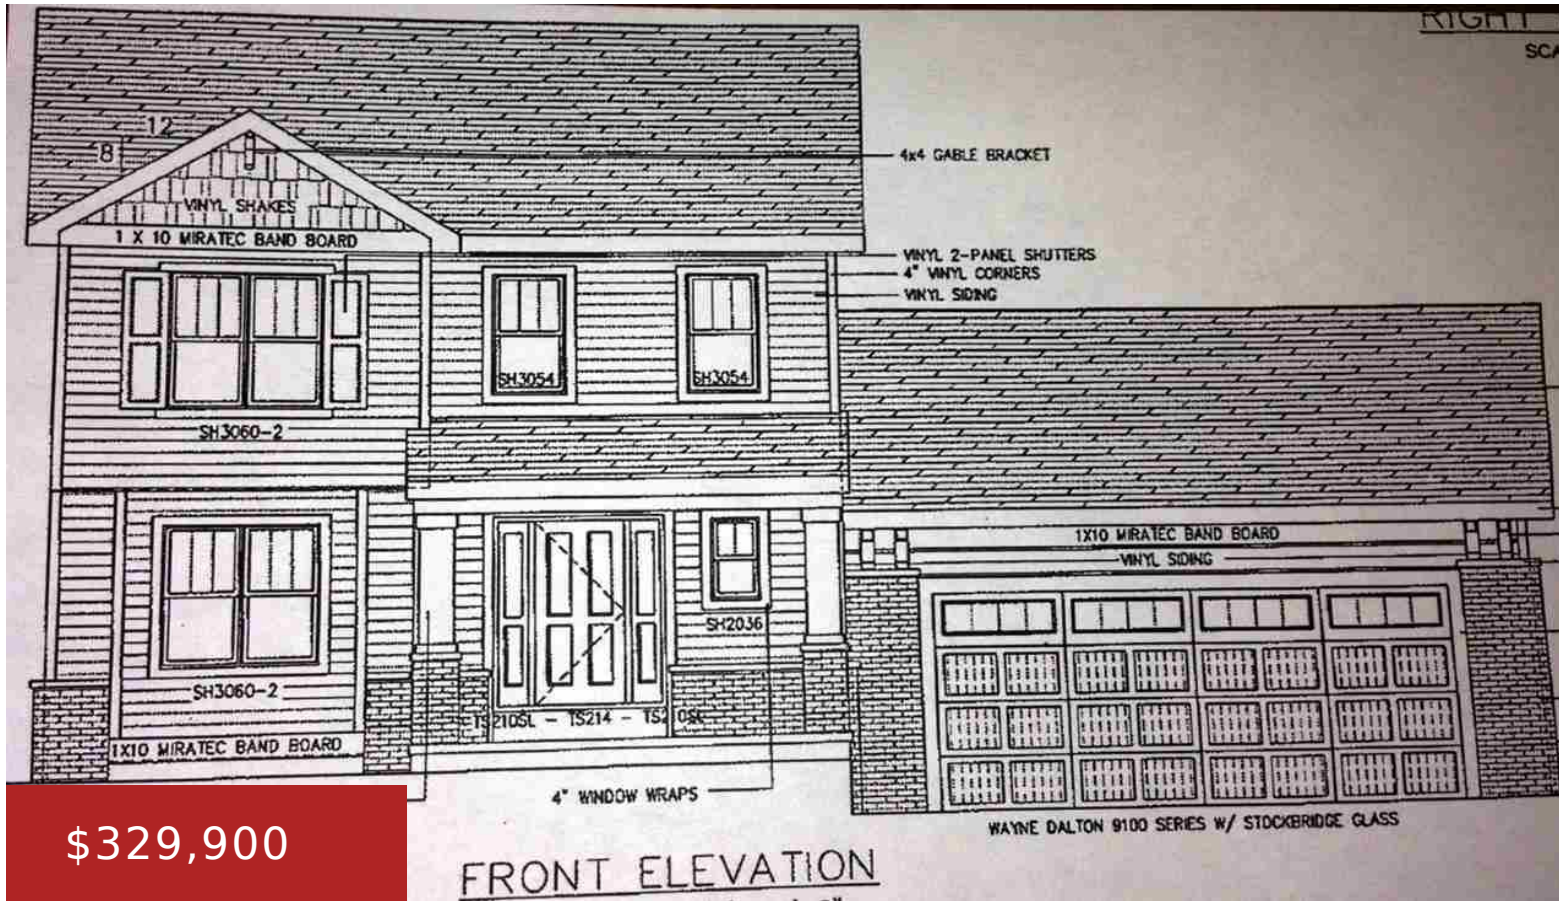 RIGHT
SCA
12
8
4x4 GABLE BRACKET
VINYL SHAKES
1 X 10 MIRATEC BAND BOARD
VINYL 2-PANEL SHUTTERS
4" VINYL CORNERS
VINYL SIDING
SH3054
SH3054
SH3060-2
1X10 MIRATEC BAND BOARD
VINYL SIDING
SH2036
SH3060-2
TS210SL - TS214 - TS210SL
1X10 MIRATEC BAND BOARD
4" WINDOW WRAPS
WAYNE DALTON 9100 SERIES W/ STOCKBRIDGE GLASS
$329,900
FRONT ELEVATION